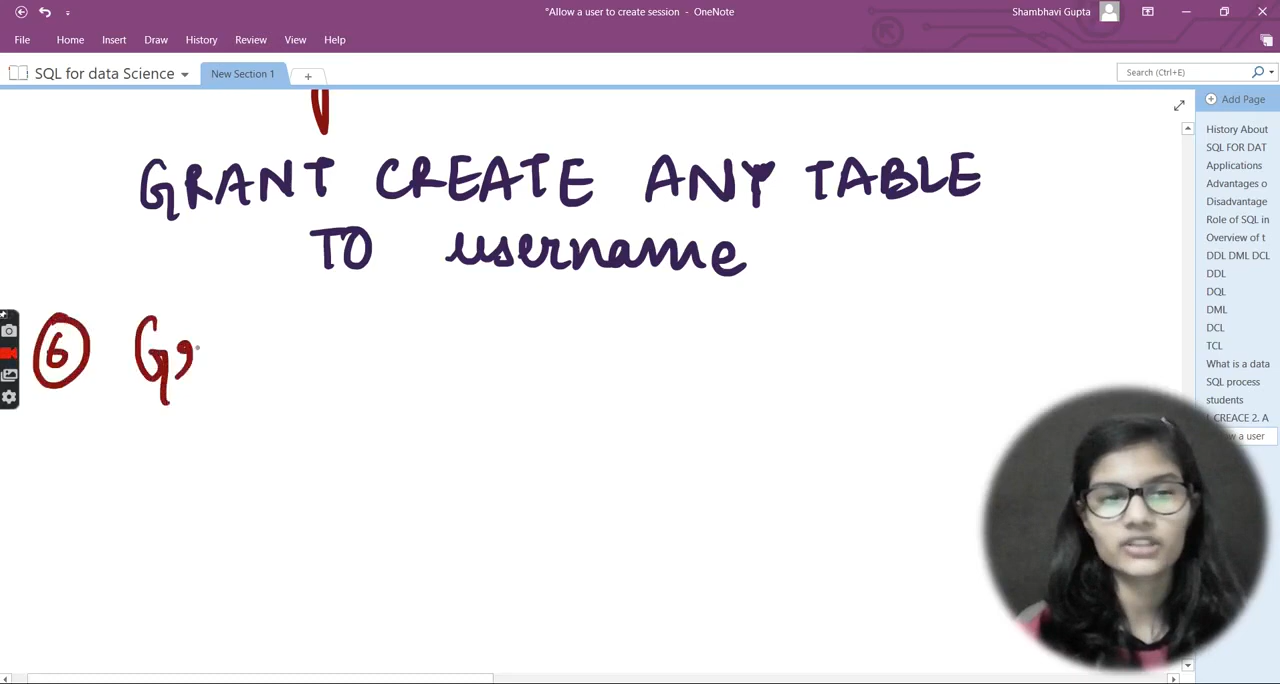 *Allow a user to create session - OneNote
Shambhavi Gupta
File Home Insert Draw History Review View Help
SQL for data Science
New Section 1
Search (Ctrl+E)
Add Page
GRANT CREATE ANY TABLE
TO username
6 Gr
History About
SQL FOR DAT
Applications
Advantages o
Disadvantage
Role of SQL in
Overview of t
DDL DML DCL
DDL
DQL
DML
DCL
TCL
What is a data
SQL process
students
CREACE 2. A
a user